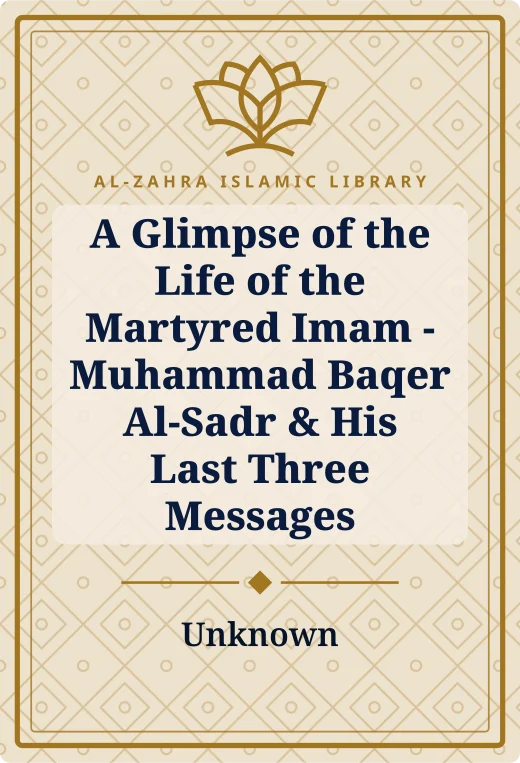 AL-ZAHRA ISLAMIC LIBRARY
A Glimpse of the
Life of the
Martyred Imam -
Muhammad Baqer
Al-Sadr & His
Last Three
Messages
Unknown